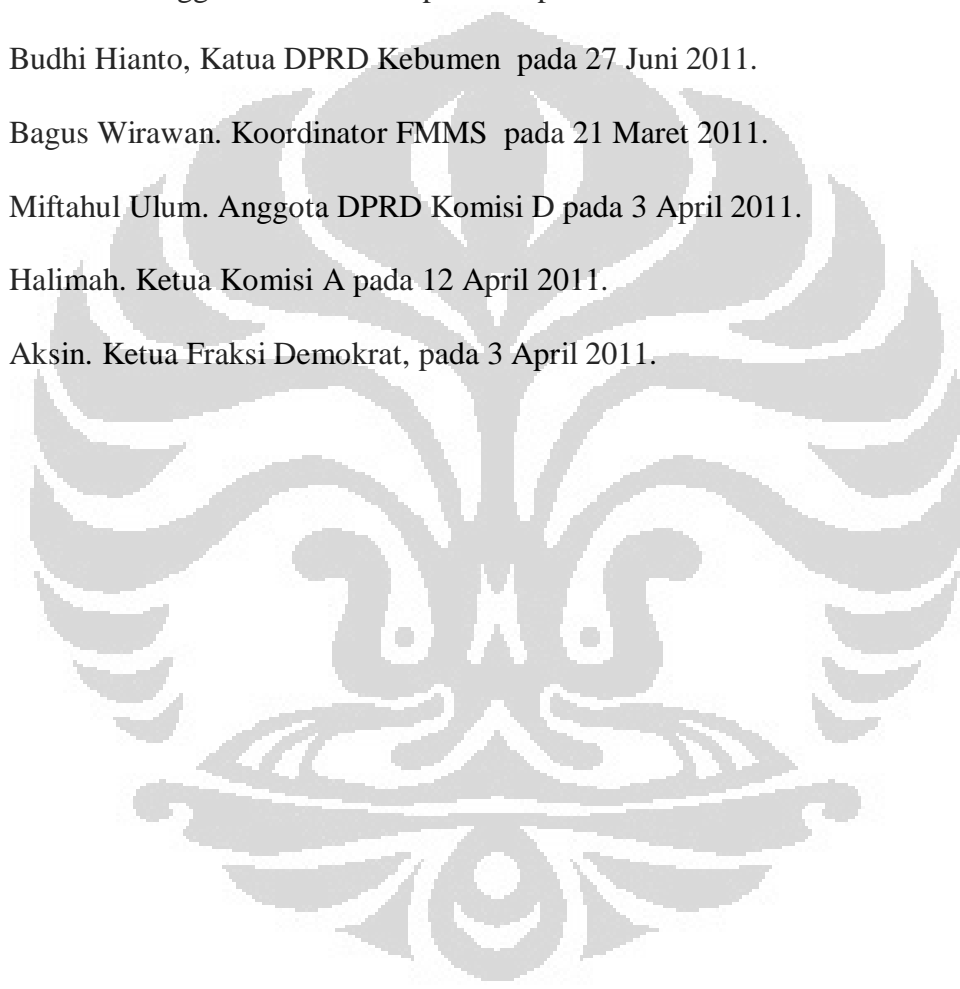 Budhi Hianto, Katua DPRD Kebumen pada 27 Juni 2011.
Bagus Wirawan. Koordinator FMMS pada 21 Maret 2011.
Miftahul Ulum. Anggota DPRD Komisi D pada 3 April 2011.
Halimah. Ketua Komisi A pada 12 April 2011.
Aksin. Ketua Fraksi Demokrat, pada 3 April 2011.